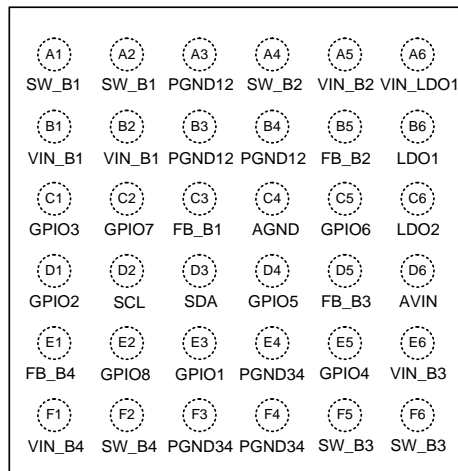 A1 A2 A3 A4 A5 A6
SW_B1 SW_B1 PGND12 SW_B2 VIN_B2 VIN_LDO1
B1 B2 B3 B4 B5 B6
VIN_B1 VIN_B1 PGND12 PGND12 FB_B2 LDO1
C1 C2 C3 C4 C5 C6
GPIO3 GPIO7 FB_B1 AGND GPIO6 LDO2
D1 D2 D3 D4 D5 D6
GPIO2 SCL SDA GPIO5 FB_B3 AVIN
E1 E2 E3 E4 E5 E6
FB_B4 GPIO8 GPIO1 PGND34 GPIO4 VIN_B3
F1 F2 F3 F4 F5 F6
VIN_B4 SW_B4 PGND34 PGND34 SW_B3 SW_B3